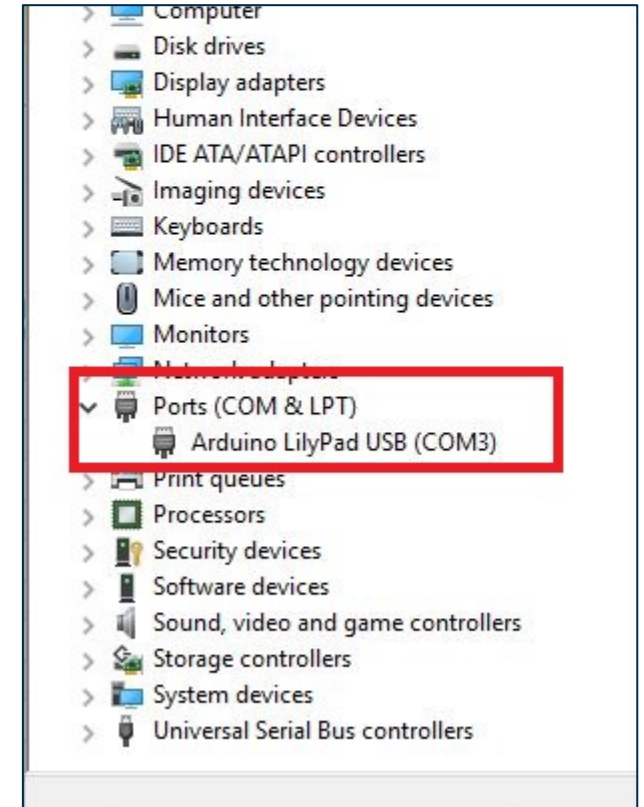 Computer
Disk drives
Display adapters
Human Interface Devices
IDE ATA/ATAPI controllers
Imaging devices
Keyboards
Memory technology devices
Mice and other pointing devices
Monitors
Network adapters
Ports (COM & LPT)
Arduino LilyPad USB (COM3)
Print queues
Processors
Security devices
Software devices
Sound, video and game controllers
Storage controllers
System devices
Universal Serial Bus controllers